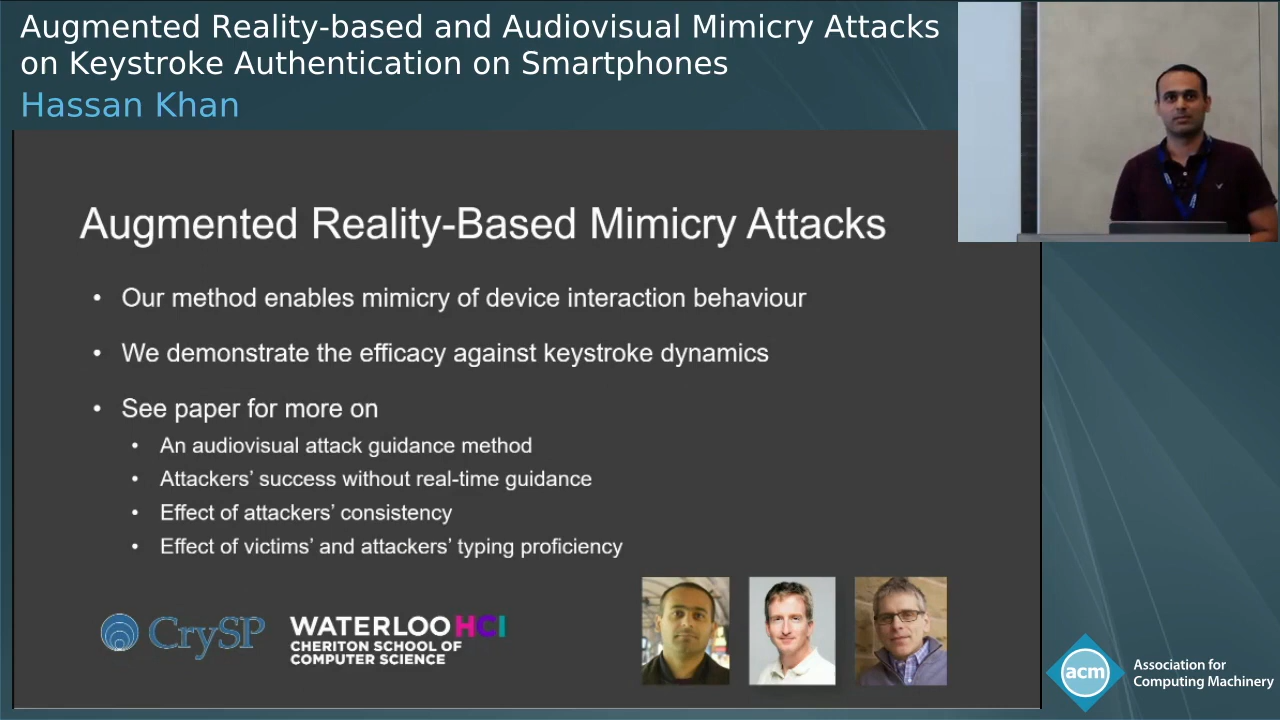 Augmented Reality-based and Audiovisual Mimicry Attacks
on Keystroke Authentication on Smartphones
Hassan Khan
Augmented Reality-Based Mimicry Attacks
• Our method enables mimicry of device interaction behaviour
• We demonstrate the efficacy against keystroke dynamics
• See paper for more on
• An audiovisual attack guidance method
• Attackers’ success without real-time guidance
• Effect of attackers’ consistency
• Effect of victims’ and attackers’ typing proficiency
CrySP
WATERLOO HCI
CHERITON SCHOOL OF
COMPUTER SCIENCE
acm
Association for
Computing Machinery